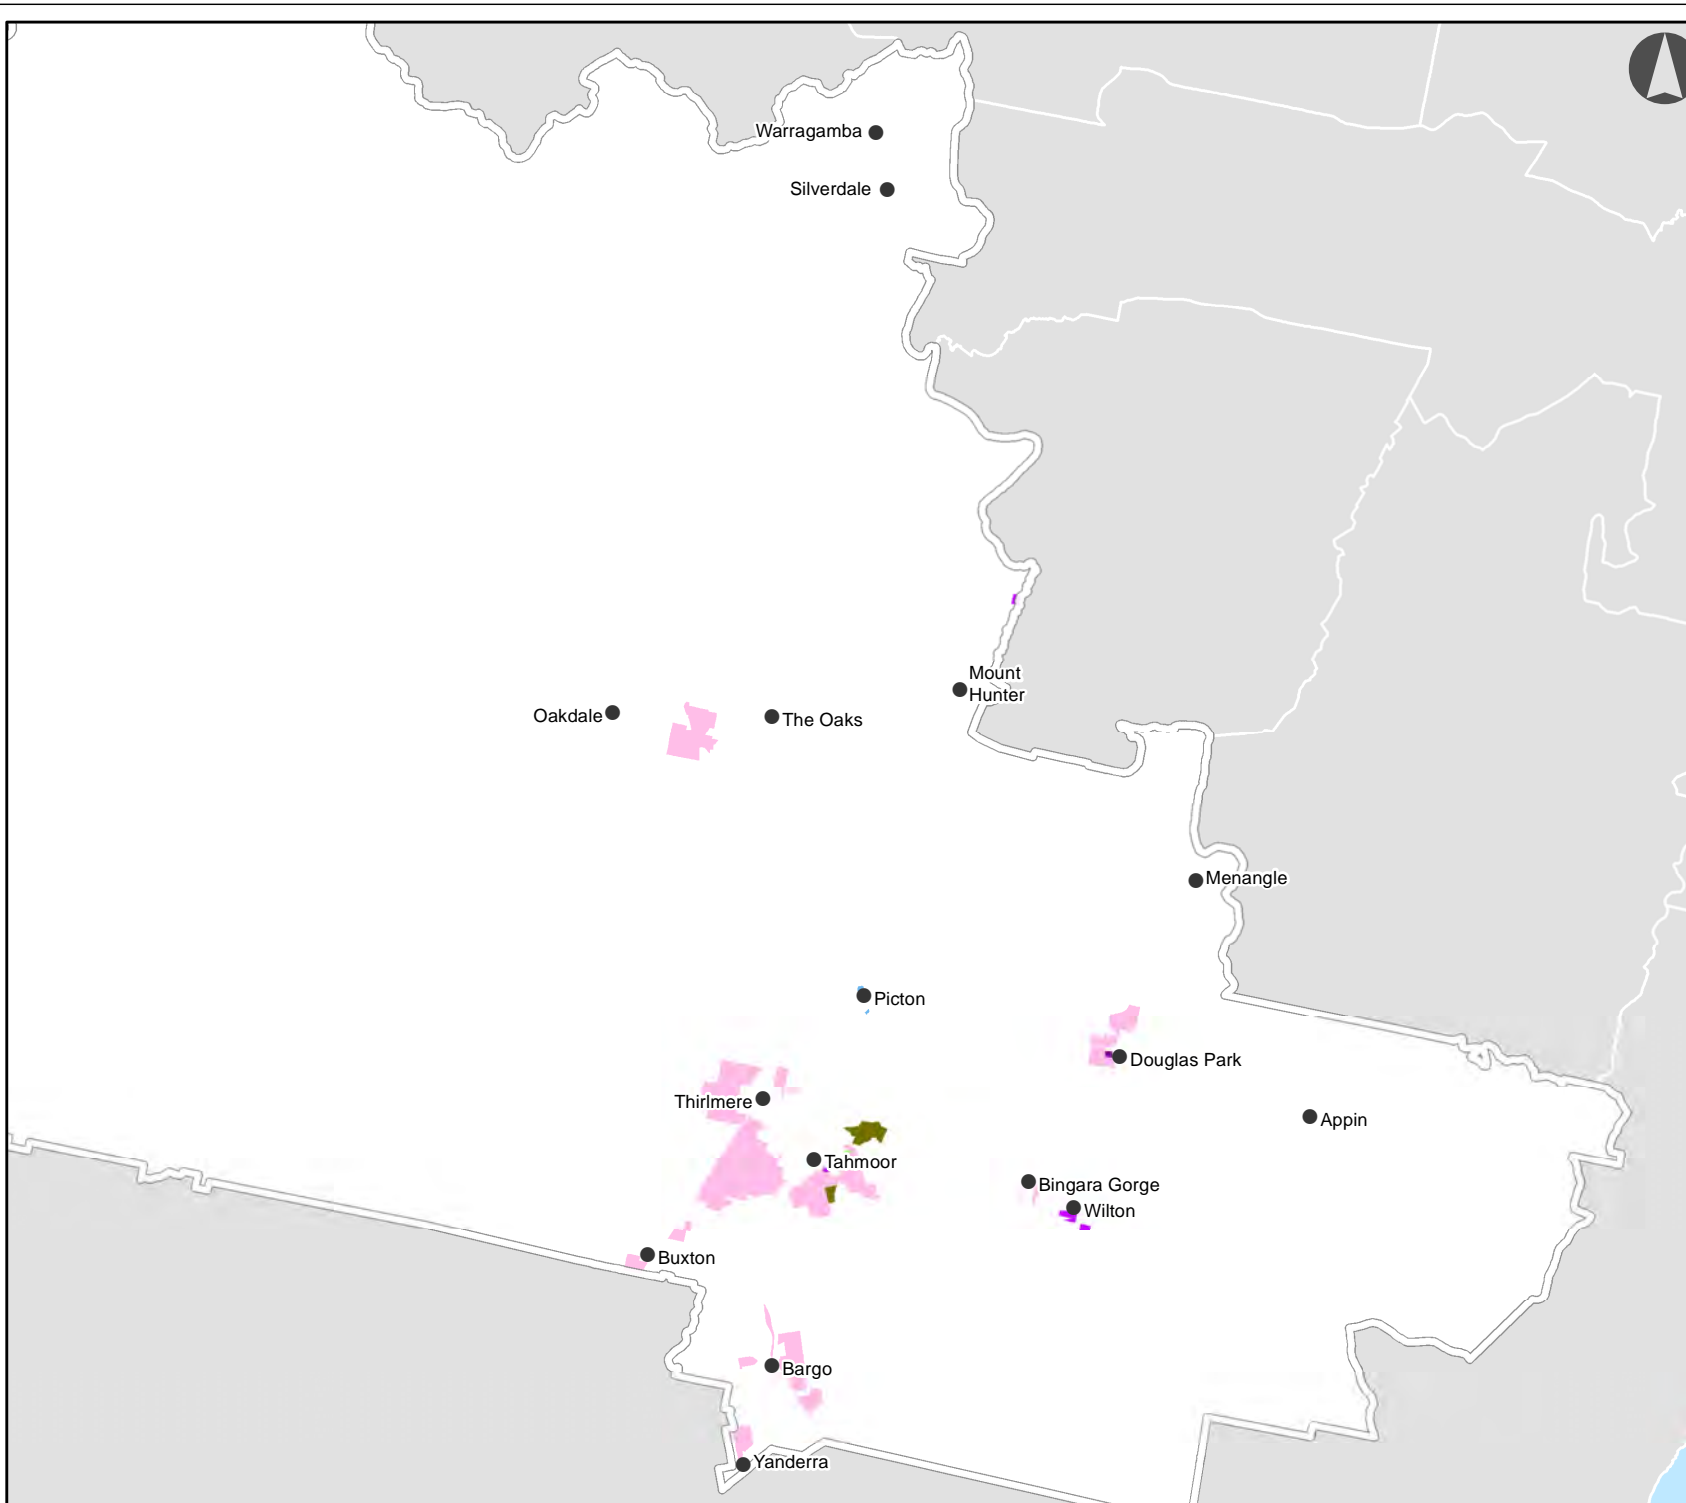 Warragamba
Silverdale
Mount
Hunter
Oakdale
The Oaks
Menangle
Picton
Douglas Park
Thirlmere
Appin
Tahmoor
Bingara Gorge
Wilton
Buxton
Bargo
Yanderra